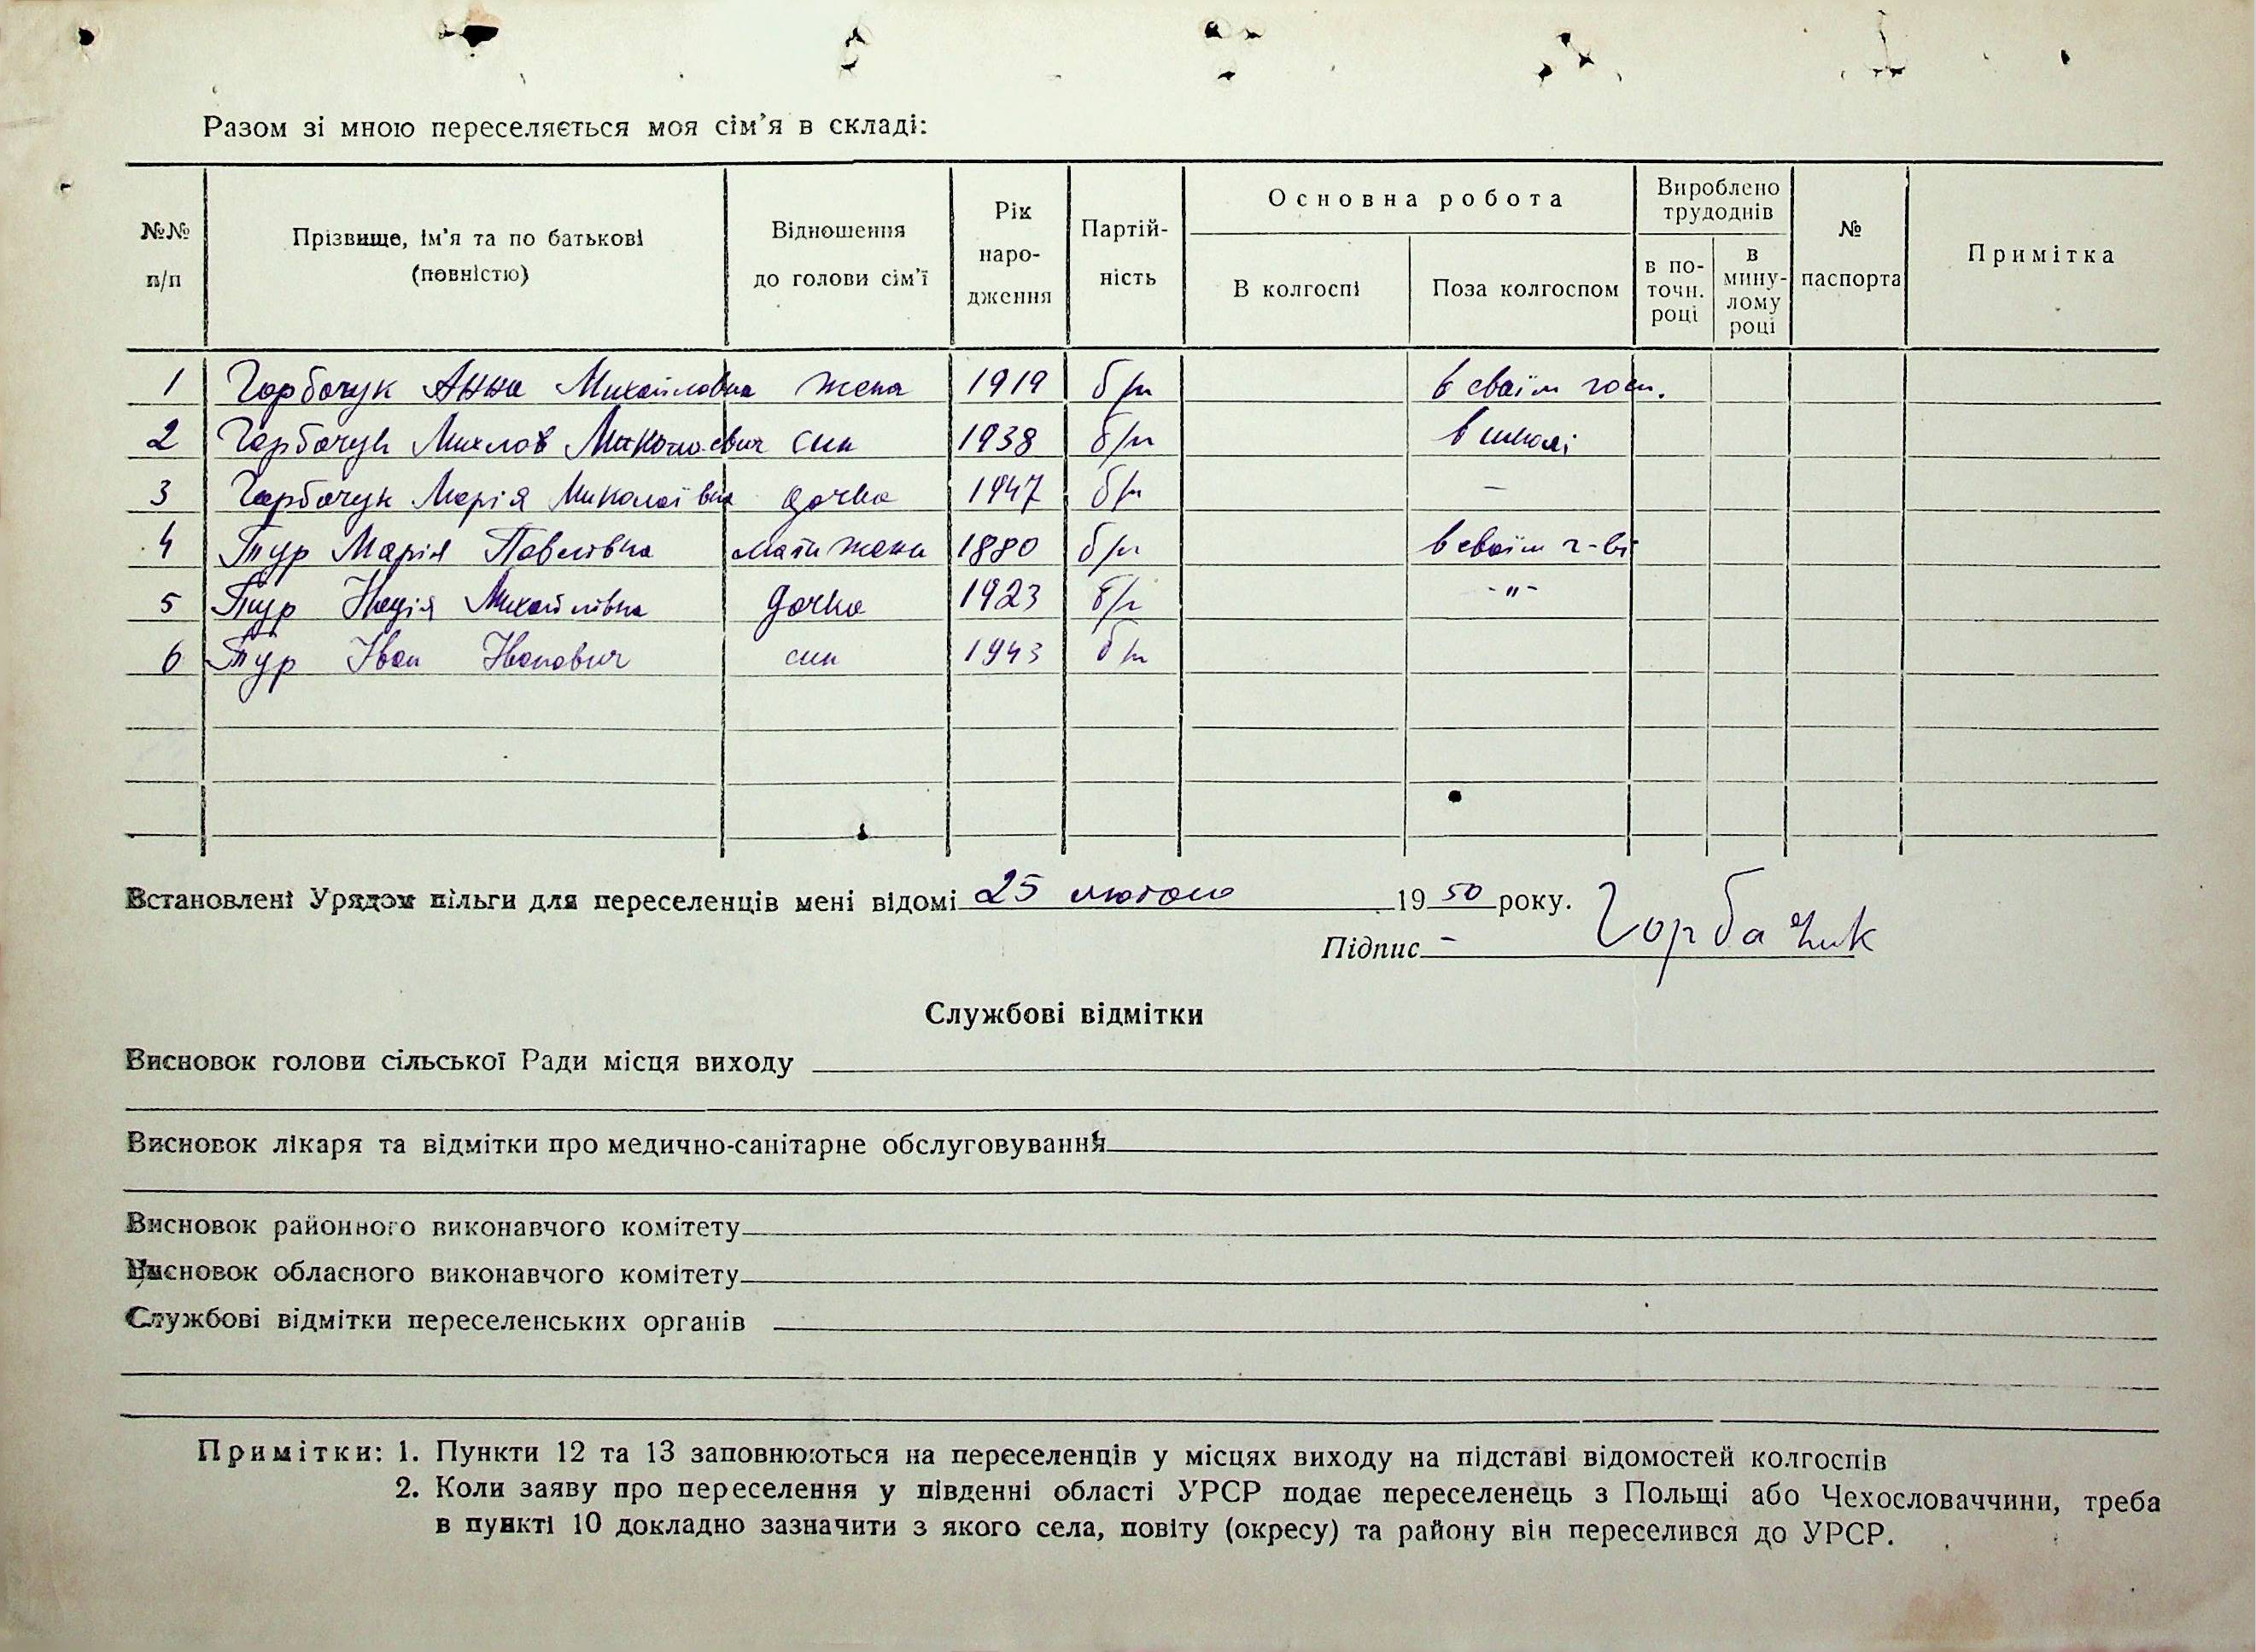 Разом зі мною переселяється моя сім'я в складі:
№№ п/п
Прізвище, ім'я та по батькові (повністю)
Відношення до голови сім'ї
Рік народження
Партійність
Основна робота
В колгоспі
Поза колгоспом
Вироблено трудоднів
в поточн. році
в минулому році
№ паспорта
Примітка
1 Горбачук Анна Михайловна жена 1919 б/п в своїм госп.
2 Горбачук Миколаєвич син 1938 б/п в школі
3 Горбачук Марія Миколаївна дочка 1947 б/п —
4 Тур Марія Павлівна мати жени 1880 б/п в своїм г-ві
5 Тур Надія Михайлівна дочка 1923 б/п -"-
6 Тур Іван Іванович син 1943 б/п
Встановлені Урядом пільги для переселенців мені відомі 25 лютого 1950 року.
Підпис - Горбачик
Службові відмітки
Висновок голови сільської Ради місця виходу
Висновок лікаря та відмітки про медично-санітарне обслуговування
Висновок районного виконавчого комітету
Висновок обласного виконавчого комітету
Службові відмітки переселенських органів
Примітки: 1. Пункти 12 та 13 заповнюються на переселенців у місцях виходу на підставі відомостей колгоспів
2. Коли заяву про переселення у південні області УРСР подає переселенець з Польщі або Чехословаччини, треба
в пункті 10 докладно зазначити з якого села, повіту (окресу) та району він переселився до УРСР.